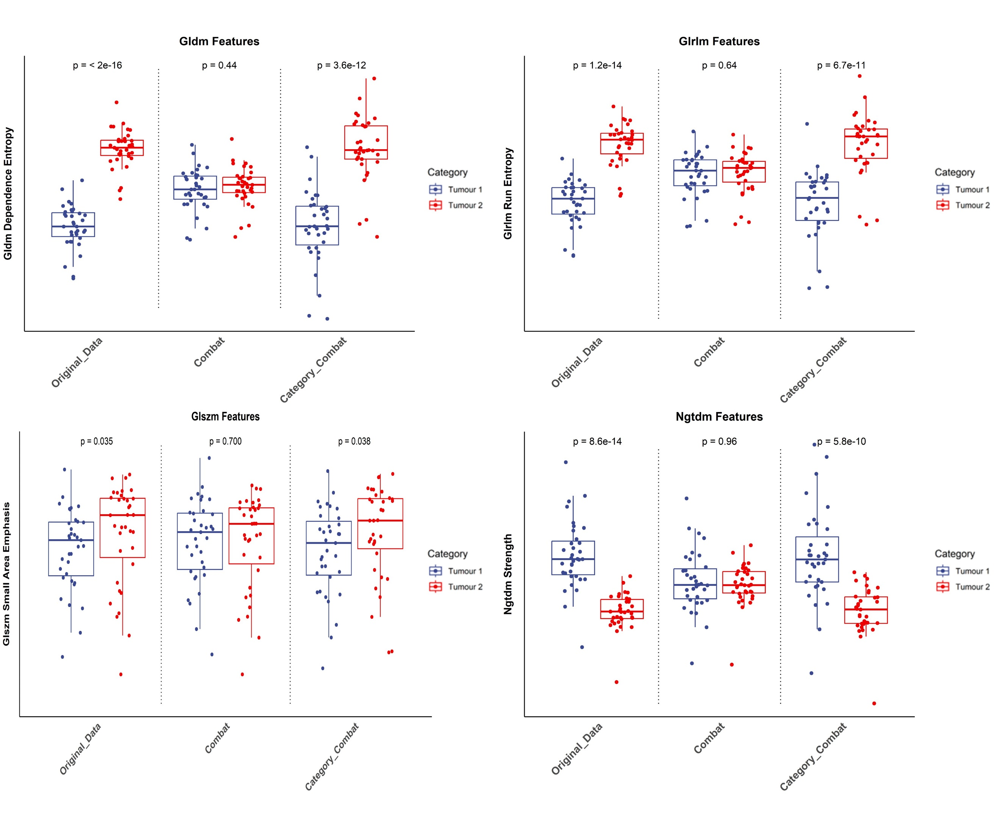 Gldm Features
p = < 2e-16
p = 0.44
p = 3.6e-12
Gldm Dependence Entropy
Category
Tumour 1
Tumour 2
Original_Data
Combat
Category_Combat
Glrlm Features
p = 1.2e-14
p = 0.64
p = 6.7e-11
Glrlm Run Entropy
Category
Tumour 1
Tumour 2
Original_Data
Combat
Category_Combat
Glszm Features
p = 0.035
p = 0.700
p = 0.038
Glszm Small Area Emphasis
Category
Tumour 1
Tumour 2
Original_Data
Combat
Category_Combat
Ngtdm Features
p = 8.6e-14
p = 0.96
p = 5.8e-10
Ngtdm Strength
Category
Tumour 1
Tumour 2
Original_Data
Combat
Category_Combat